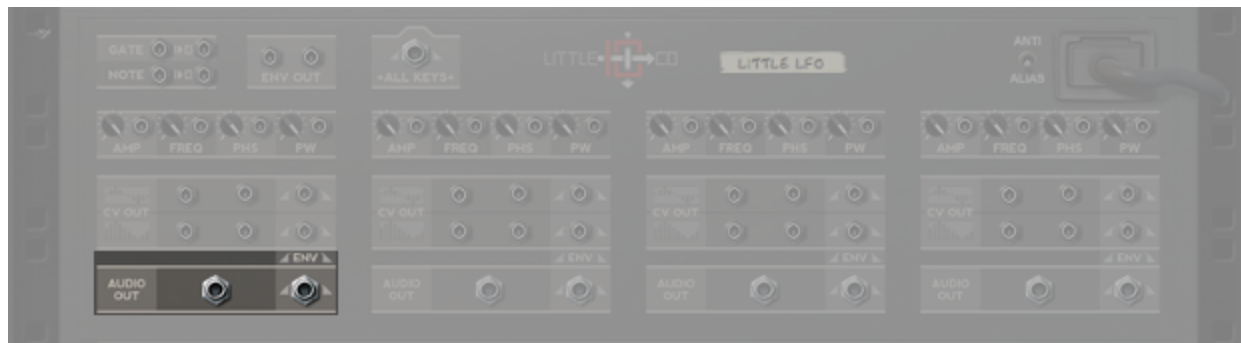 GATE
NOTE
ENV OUT
•ALL KEYS•
LITTLE CO
LITTLE LFO
ANTI
ALIAS
AMP FREQ PHS PW
AMP FREQ PHS PW
AMP FREQ PHS PW
AMP FREQ PHS PW
CV OUT
CV OUT
CV OUT
CV OUT
ENV
ENV
ENV
ENV
AUDIO
OUT
AUDIO
OUT
AUDIO
OUT
AUDIO
OUT